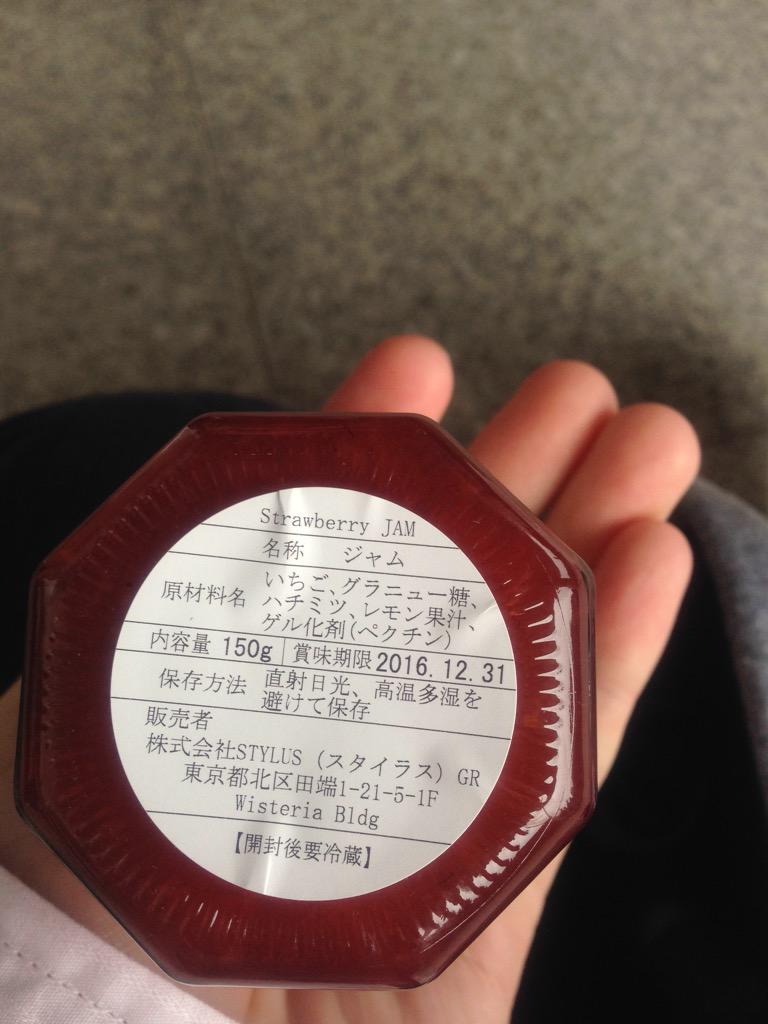 Strawberry JAM
名称 ジャム
原材料名 いちご、グラニュー糖、
ハチミツ、レモン果汁、
ゲル化剤(ペクチン)
内容量 150g 賞味期限 2016.12.31
保存方法 直射日光、高温多湿を
避けて保存
販売者
株式会社STYLUS (スタイラス) GR
東京都北区田端1-21-5-1F
Wisteria Bldg
【開封後要冷蔵】